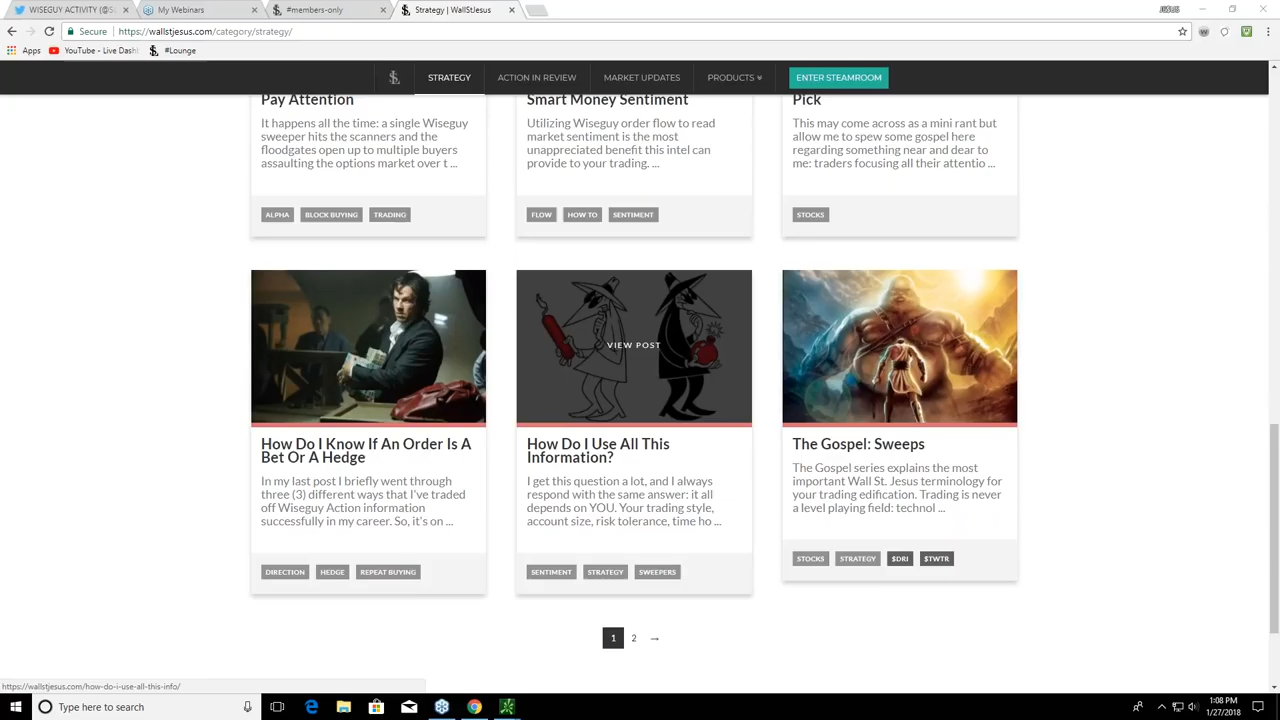 WISEGUY ACTIVITY (@S
My Webinars
#members-only
Strategy | WallStJesus
JESUS
Secure
https://wallstjesus.com/category/strategy/
Apps
YouTube - Live Dash
#Lounge
STRATEGY
ACTION IN REVIEW
MARKET UPDATES
PRODUCTS
ENTER STEAMROOM
Pay Attention
It happens all the time: a single Wiseguy
sweeper hits the scanners and the
floodgates open up to multiple buyers
assaulting the options market over t ...
ALPHA
BLOCK BUYING
TRADING
Smart Money Sentiment
Utilizing Wiseguy order flow to read
market sentiment is the most
unappreciated benefit this intel can
provide to your trading. ...
FLOW
HOW TO
SENTIMENT
Pick
This may come across as a mini rant but
allow me to spew some gospel here
regarding something near and dear to
me: traders focusing all their attentio ...
STOCKS
How Do I Know If An Order Is A
Bet Or A Hedge
In my last post I briefly went through
three (3) different ways that I've traded
off Wiseguy Action information
successfully in my career. So, it's on ...
DIRECTION
HEDGE
REPEAT BUYING
VIEW POST
How Do I Use All This
Information?
I get this question a lot, and I always
respond with the same answer: it all
depends on YOU. Your trading style,
account size, risk tolerance, time ho ...
SENTIMENT
STRATEGY
SWEEPERS
The Gospel: Sweeps
The Gospel series explains the most
important Wall St. Jesus terminology for
your trading edification. Trading is never
a level playing field: technol ...
STOCKS
STRATEGY
$DRI
$TWTR
1
2
→
https://wallstjesus.com/how-do-i-use-all-this-info/
Type here to search
1:08 PM
1/27/2018